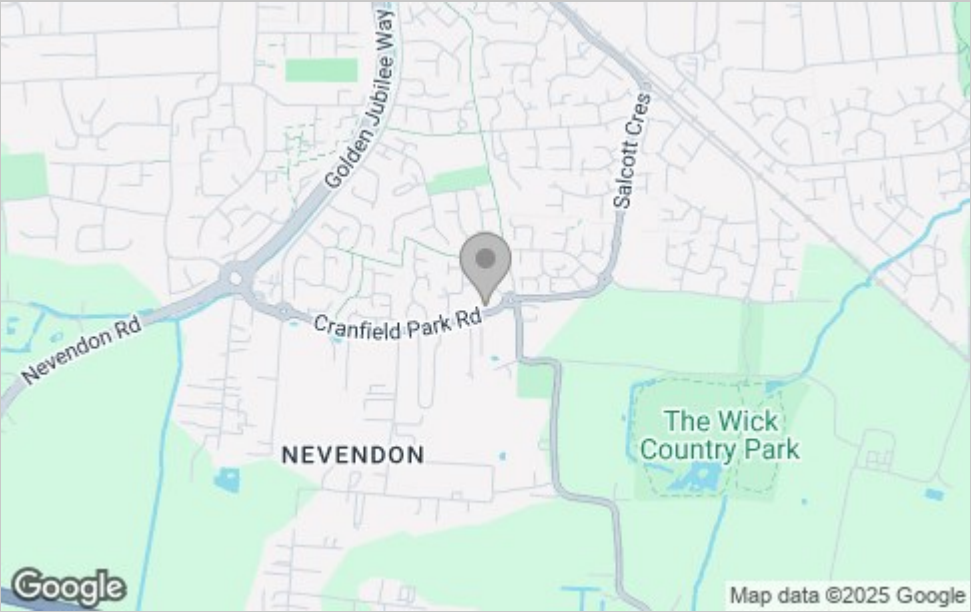 Golden Jubilee Way
Salcott Cres
Cranfield Park Rd
Nevendon Rd
The Wick
Country Park
NEVENDON
Google
Map data ©2025 Google